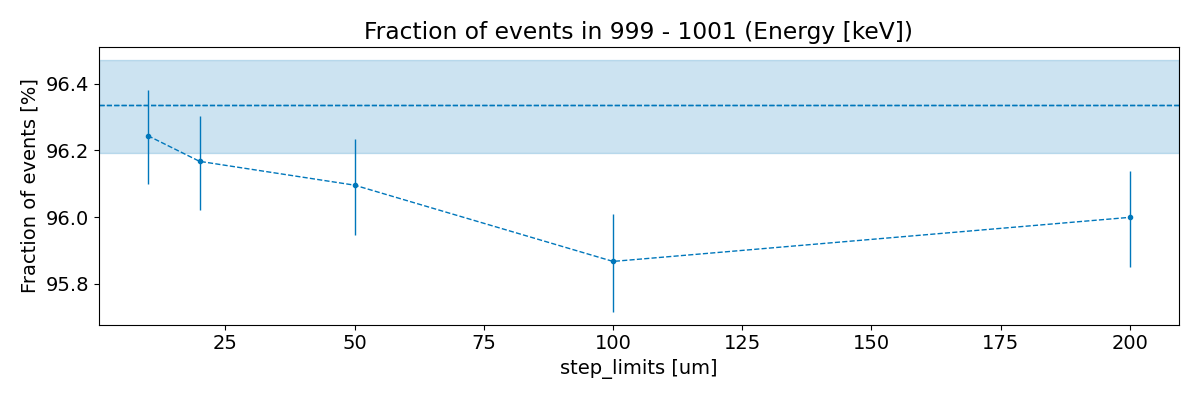 Fraction of events in 999 - 1001 (Energy [keV])
Fraction of events [%]
96.4
96.2
96.0
95.8
25 50 75 100 125 150 175 200
step_limits [um]